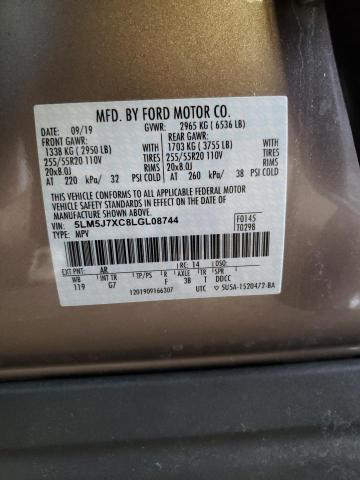 MFD. BY FORD MOTOR CO.
DATE: 09/19 GVWR: 2965 KG ( 6536 LB)
FRONT GAWR: REAR GAWR:
1338 KG ( 2950 LB) WITH 1703 KG ( 3755 LB) WITH
255/55R20 110V TIRES 255/55R20 110V TIRES
20x8.0J RIMS 20x8.0J RIMS
AT 220 kPa/ 32 PSI COLD AT 260 kPa/ 38 PSI COLD
THIS VEHICLE CONFORMS TO ALL APPLICABLE FEDERAL MOTOR
VEHICLE SAFETY AND BUMPER STANDARDS IN EFFECT ON THE DATE OF
MANUFACTURE SHOWN ABOVE.
VIN: 5LM5J7XC8LGL08744 F0145
TYPE: MPV T0298
EXT PNT: AR RC: 14 DSO:
WB INT TR TP/PS R AXLE TR SPR
119 G7 F 3B T DDCC
1201909166307 UTC 5U5A-1520472-BA